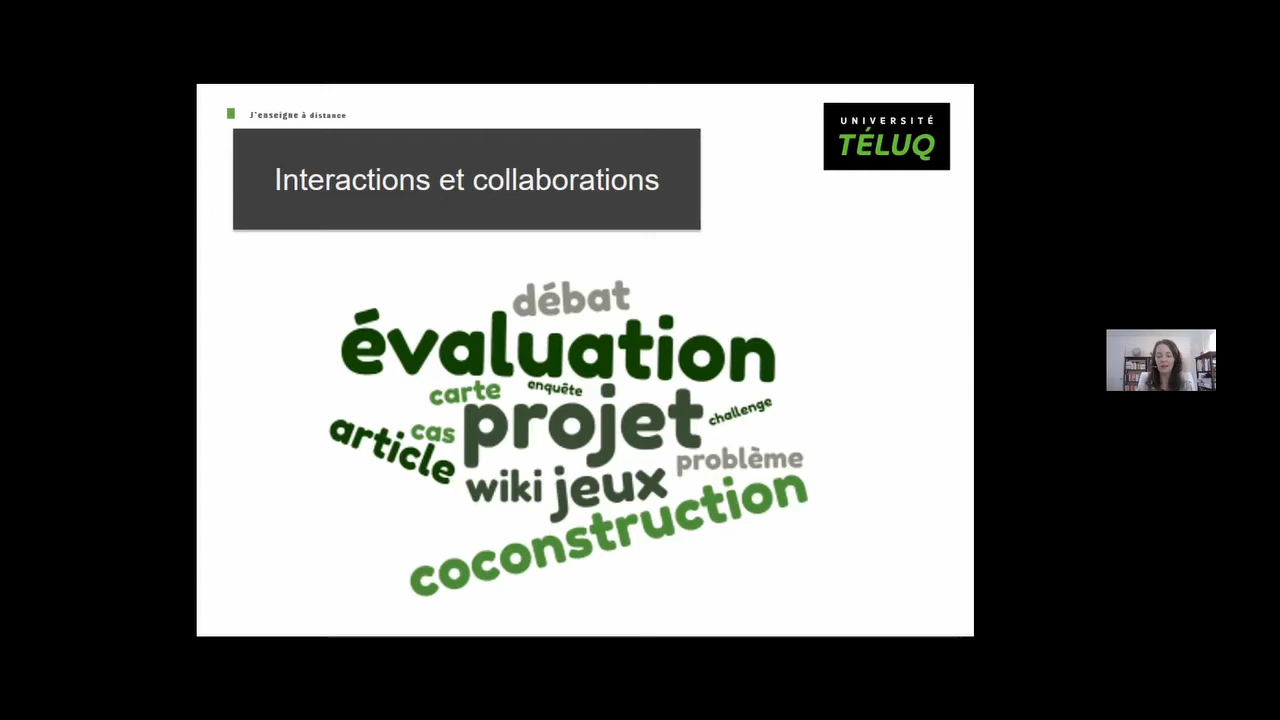 J'enseigne à distance
UNIVERSITÉ
TÉLUQ
Interactions et collaborations
débat
évaluation
carte
enquête
projet
challenge
article
cas
problème
wiki
jeux
coconstruction